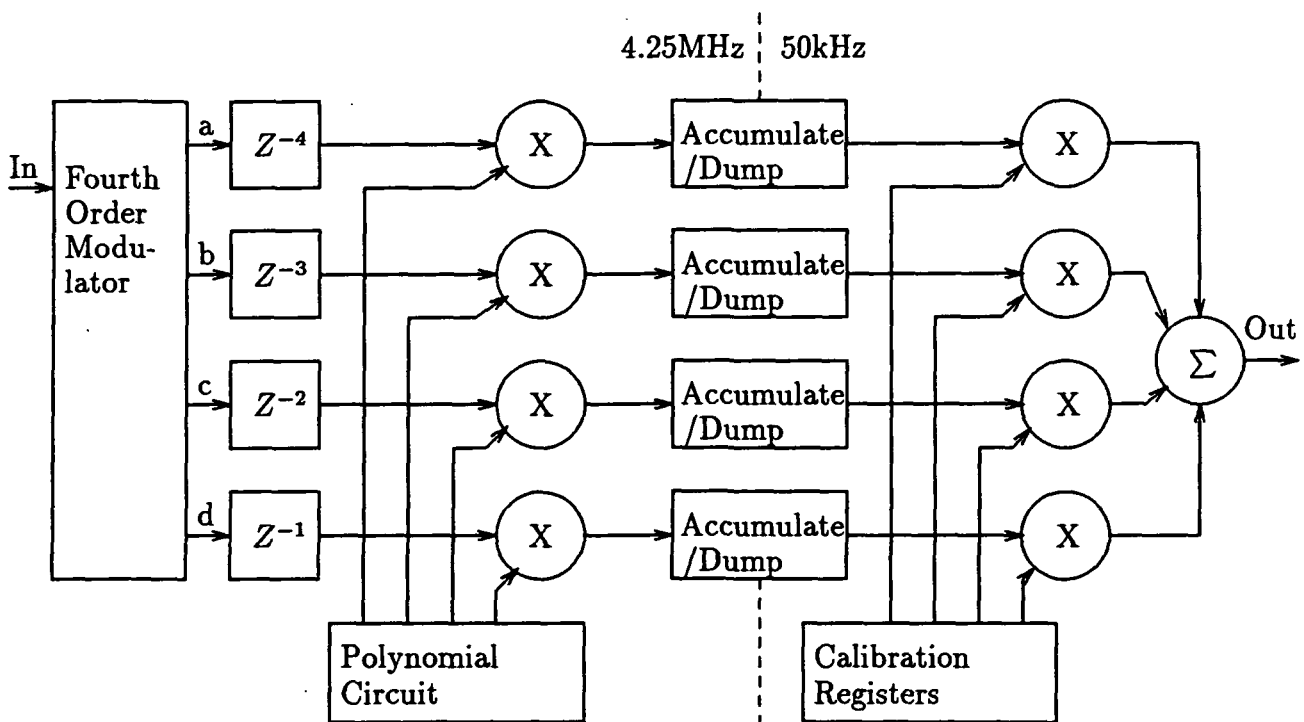 4.25MHz 50kHz
a Z⁻⁴ X Accumulate X
/Dump
In Fourth
Order
Modu-
lator
b Z⁻³ X Accumulate X
/Dump
Σ Out
c Z⁻² X Accumulate X
/Dump
d Z⁻¹ X Accumulate X
/Dump
Polynomial
Circuit
Calibration
Registers